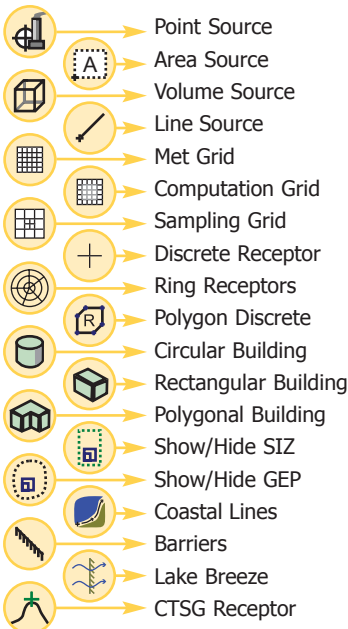 Point Source
A
Area Source
Volume Source
Line Source
Met Grid
Computation Grid
Sampling Grid
Discrete Receptor
Ring Receptors
R
Polygon Discrete
Circular Building
Rectangular Building
Polygonal Building
Show/Hide SIZ
Show/Hide GEP
Coastal Lines
Barriers
Lake Breeze
CTSG Receptor